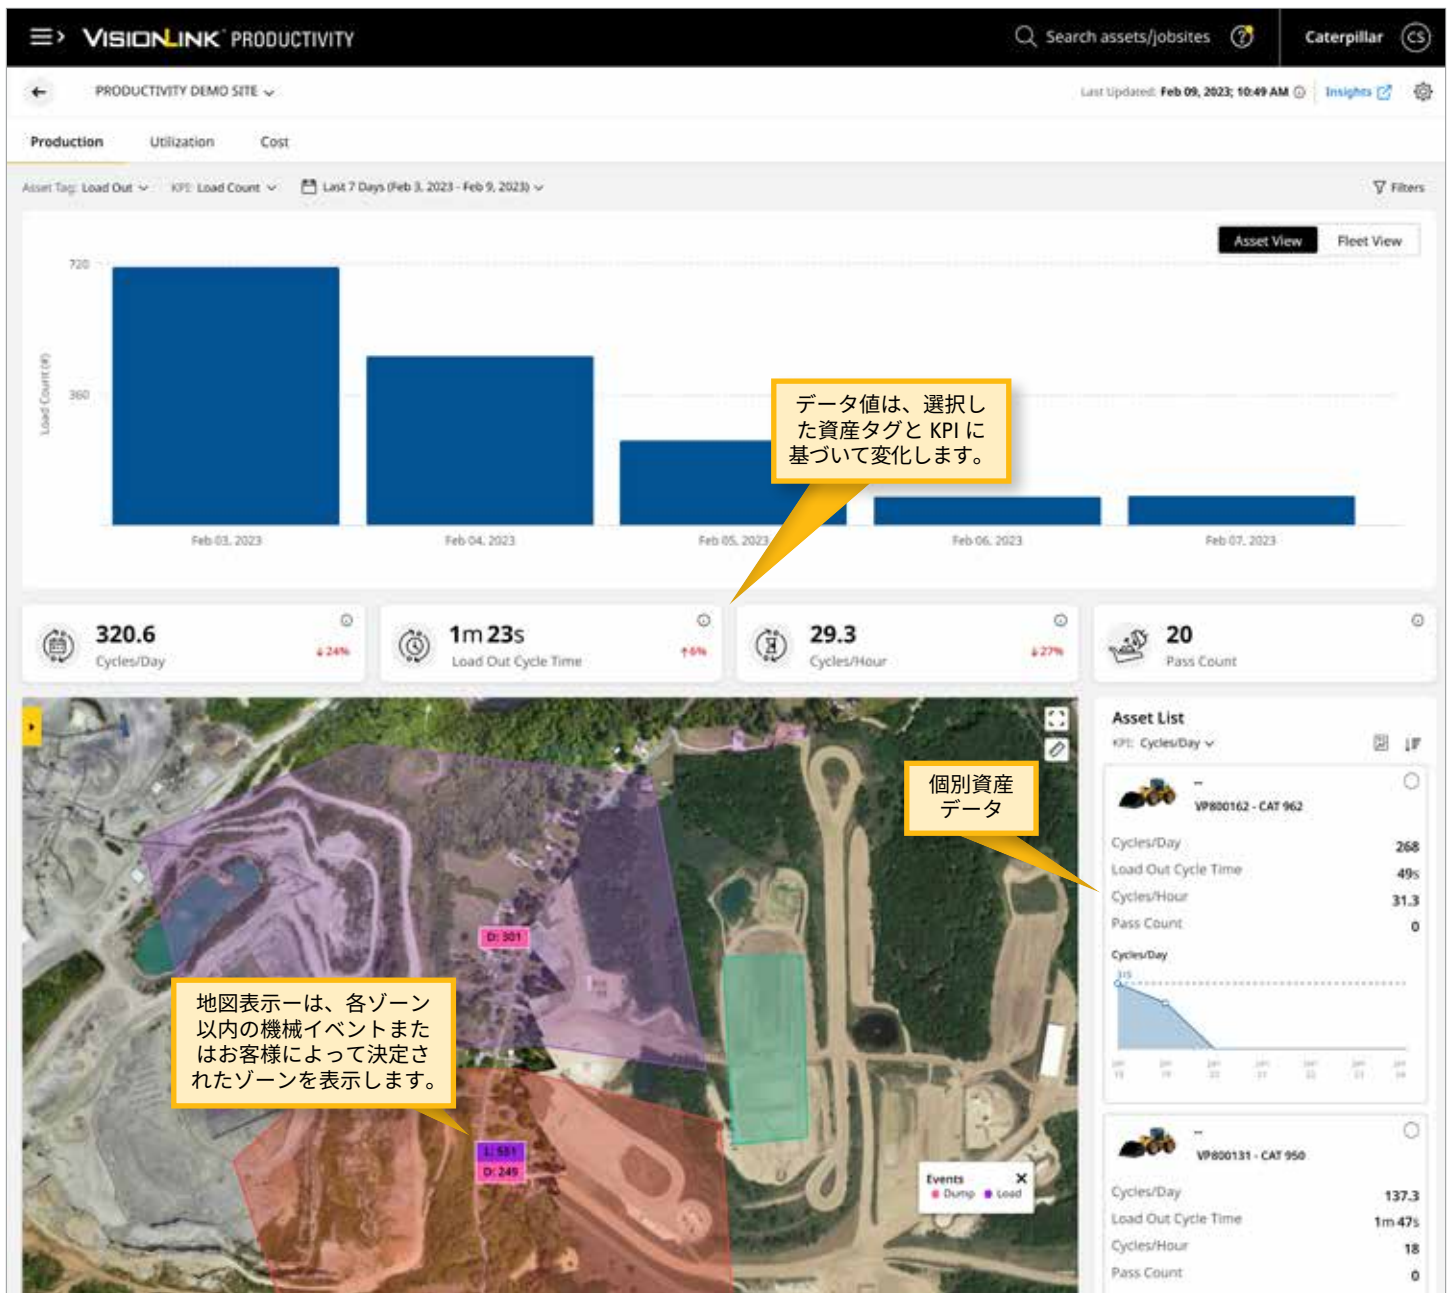 VISIONLINK PRODUCTIVITY
Search assets/jobsites
Caterpillar
CS
PRODUCTIVITY DEMO SITE
Last Updated: Feb 09, 2023; 10:49 AM
Insights
Production Utilization Cost
Asset Tag: Load Out
KPI: Load Count
Last 7 Days (Feb 3, 2023 - Feb 9, 2023)
Filters
Asset View Fleet View
Load Count (#)
720
360
Feb 03, 2023
Feb 04, 2023
Feb 05, 2023
Feb 06, 2023
Feb 07, 2023
データ値は、選択し
た資産タグと KPI に
基づいて変化します。
320.6
Cycles/Day
↓24%
1m 23s
Load Out Cycle Time
↑6%
29.3
Cycles/Hour
↓27%
20
Pass Count
個別資産
データ
D: 301
地図表示ーは、各ゾーン
以内の機械イベントまた
はお客様によって決定さ
れたゾーンを表示します。
L: 551
D: 249
Events X
Dump Load
Asset List
KPI: Cycles/Day
--
VP800162 - CAT 962
Cycles/Day 268
Load Out Cycle Time 49s
Cycles/Hour 31.3
Pass Count 0
Cycles/Day
315
--
VP800131 - CAT 950
Cycles/Day 137.3
Load Out Cycle Time 1m 47s
Cycles/Hour 18
Pass Count 0